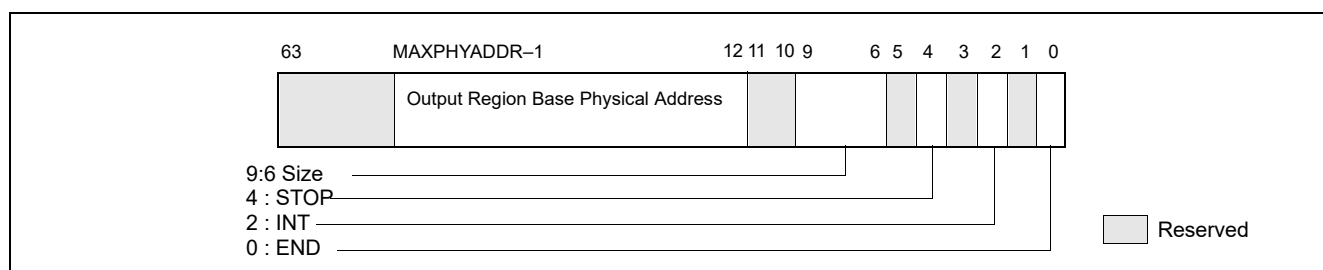 63 MAXPHYADDR–1 12 11 10 9 6 5 4 3 2 1 0
Output Region Base Physical Address
9:6 Size
4 : STOP
2 : INT
0 : END
Reserved